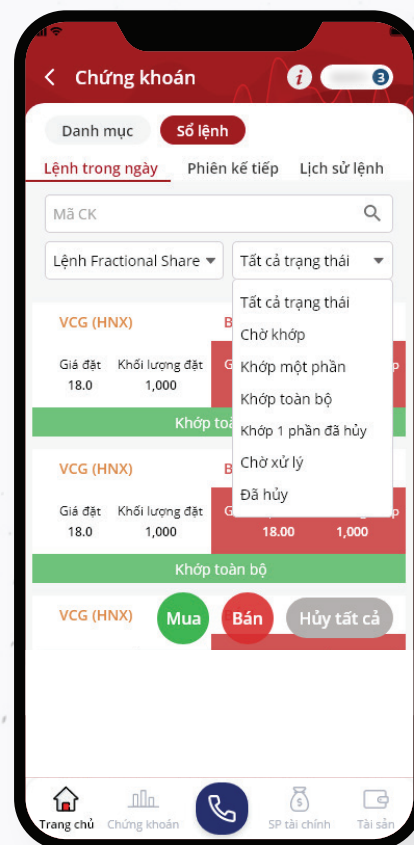 Chứng khoán
i
3
Danh mục Sổ lệnh
Lệnh trong ngày Phiên kế tiếp Lịch sử lệnh
Mã CK
Lệnh Fractional Share Tất cả trạng thái
Tất cả trạng thái
Chờ khớp
Khớp một phần
Khớp toàn bộ
Khớp 1 phần đã hủy
Chờ xử lý
Đã hủy
VCG (HNX)
Giá đặt Khối lượng đặt
18.0 1,000
Khớp
VCG (HNX)
Giá đặt Khối lượng đặt
18.0 1,000 18.00 1,000
Khớp toàn bộ
VCG (HNX)
Mua Bán Hủy tất cả
Trang chủ Chứng khoán SP tài chính Tài sản